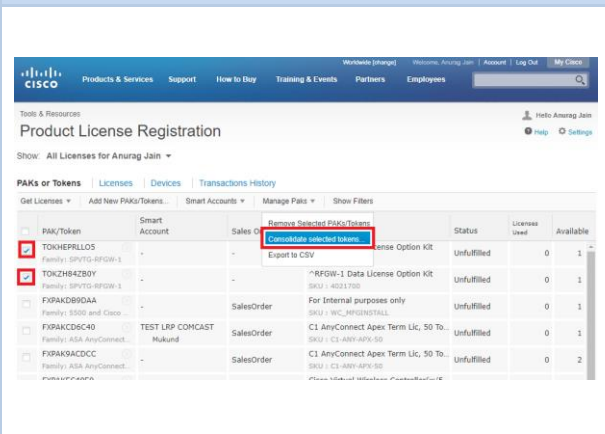 Worldwide [change] Welcome, Anurag Jain Account Log Out My Cisco
CISCO Products & Services Support How to Buy Training & Events Partners Employees
Tools & Resources Hello Anurag Jain
Product License Registration Help Settings
Show: All Licenses for Anurag Jain
PAKs or Tokens Licenses Devices Transactions History
Get Licenses Add New PAKs/Tokens... Smart Accounts Manage Paks Show Filters
PAK/Token Smart Account Sales O Status Licenses Used Available
Remove Selected PAKs/Tokens
Consolidate selected tokens...
Export to CSV
TOKHEPRLLO5 - - ense Option Kit Unfulfilled 0 1
Family: SPVTG-RFGW-1
TOKZH84ZB0Y - - ^RFGW-1 Data License Option Kit Unfulfilled 0 1
Family: SPVTG-RFGW-1 SKU : 4021700
FXPAKDB9DAA - SalesOrder For Internal purposes only Unfulfilled 0 1
Family: 5500 and Cisco ... SKU : WC_MFGINSTALL
FXPAKCD6C40 TEST LRP COMCAST SalesOrder C1 AnyConnect Apex Term Lic, 50 To... Unfulfilled 0 1
Family: ASA AnyConnect... Mukund SKU : C1-ANY-APX-50
FXPAK9ACDCC - SalesOrder C1 AnyConnect Apex Term Lic, 50 To... Unfulfilled 0 2
Family: ASA AnyConnect... SKU : C1-ANY-APX-50